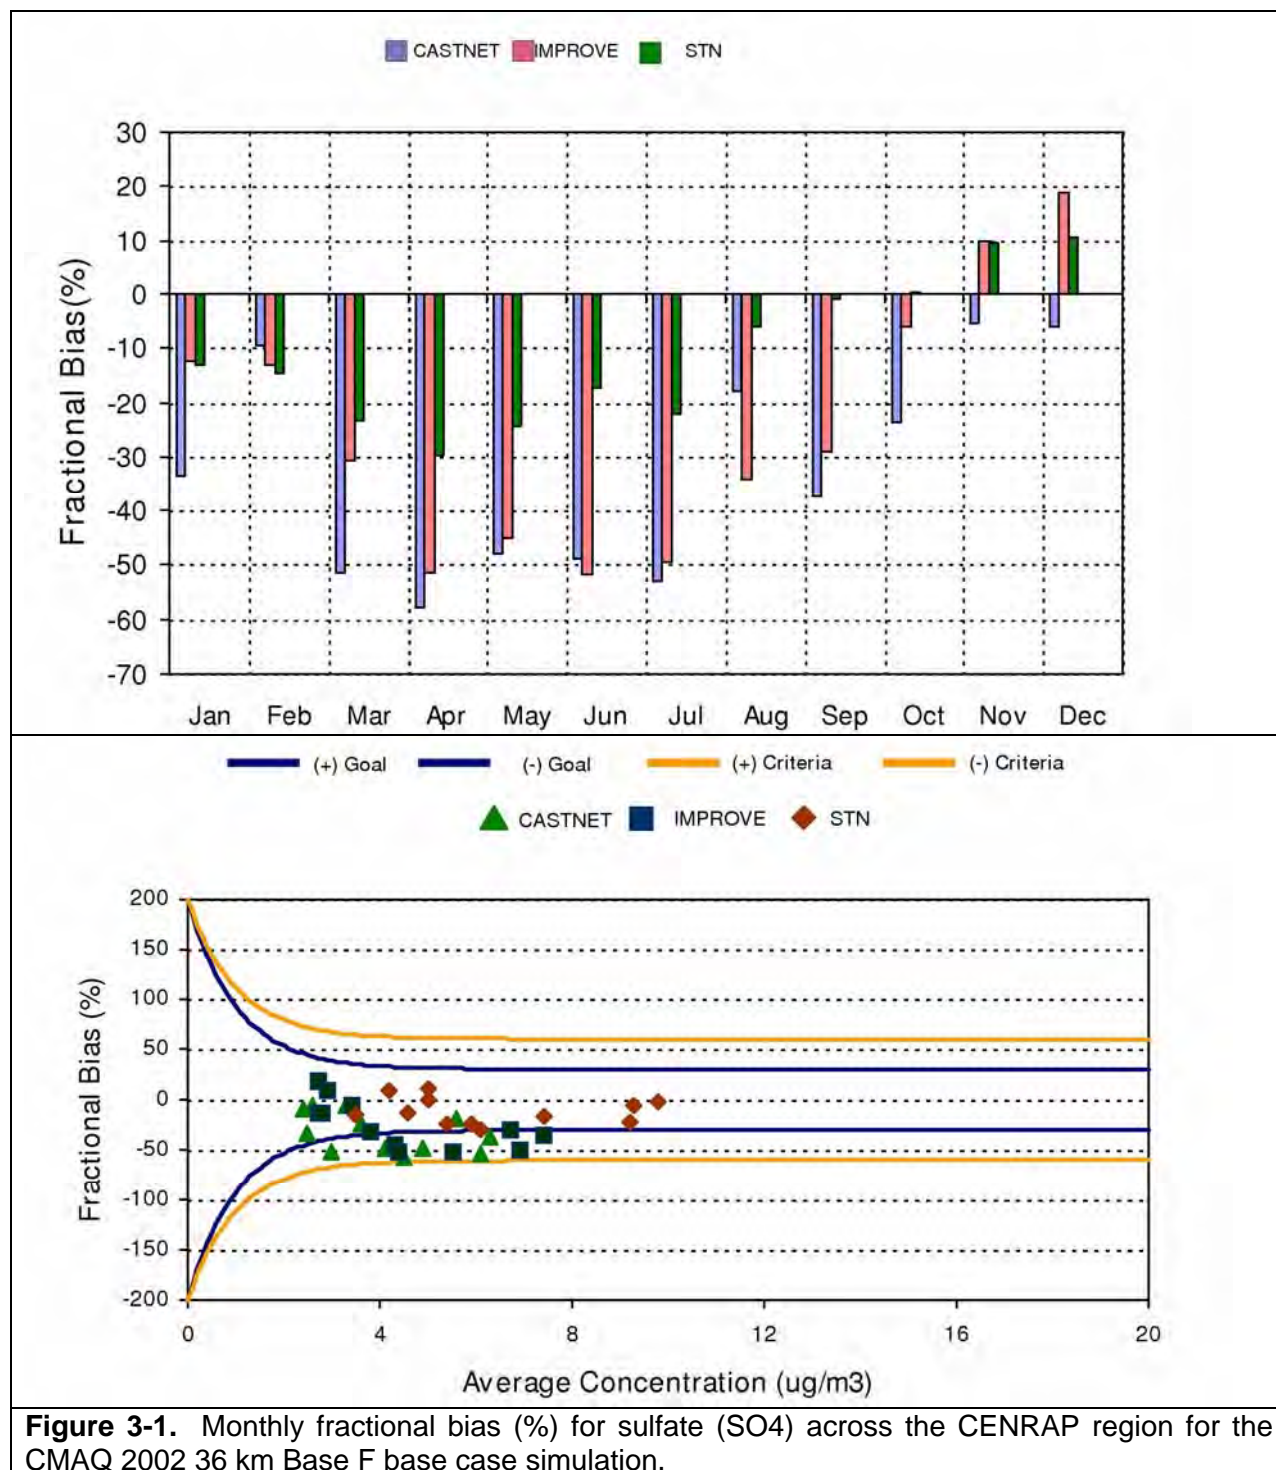 CASTNET IMPROVE STN
30
20
10
0
-10
-20
-30
-40
-50
-60
-70
Fractional Bias(%)
Jan Feb Mar Apr May Jun Jul Aug Sep Oct Nov Dec
(+) Goal (-) Goal (+) Criteria (-) Criteria
CASTNET IMPROVE STN
200
150
100
50
0
-50
-100
-150
-200
Fractional Bias (%)
0 4 8 12 16 20
Average Concentration (ug/m3)
Figure 3-1. Monthly fractional bias (%) for sulfate (SO4) across the CENRAP region for the
CMAQ 2002 36 km Base F base case simulation.